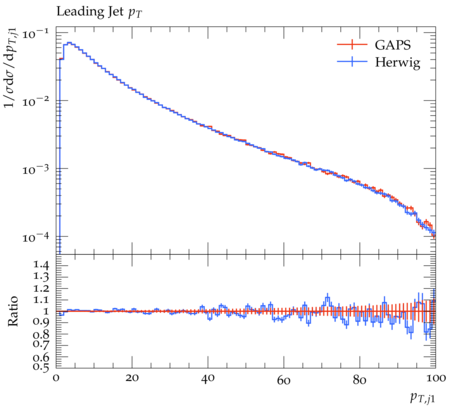 Leading Jet p_T
1/σ dσ/dp_{T,j1}
10^{-1}
10^{-2}
10^{-3}
10^{-4}
GAPS
Herwig
Ratio
1.4
1.3
1.2
1.1
1
0.9
0.8
0.7
0.6
0.5
0 20 40 60 80 100
p_{T,j1}